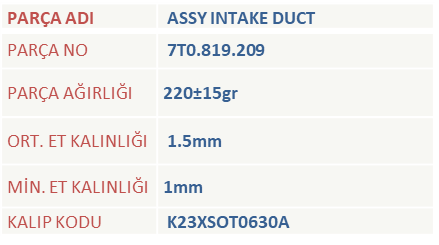 PARÇA ADI ASSY INTAKE DUCT
PARÇA NO 7T0.819.209
PARÇA AĞIRLIĞI 220±15gr
ORT. ET KALINLIĞI 1.5mm
MİN. ET KALINLIĞI 1mm
KALIP KODU K23XSOT0630A